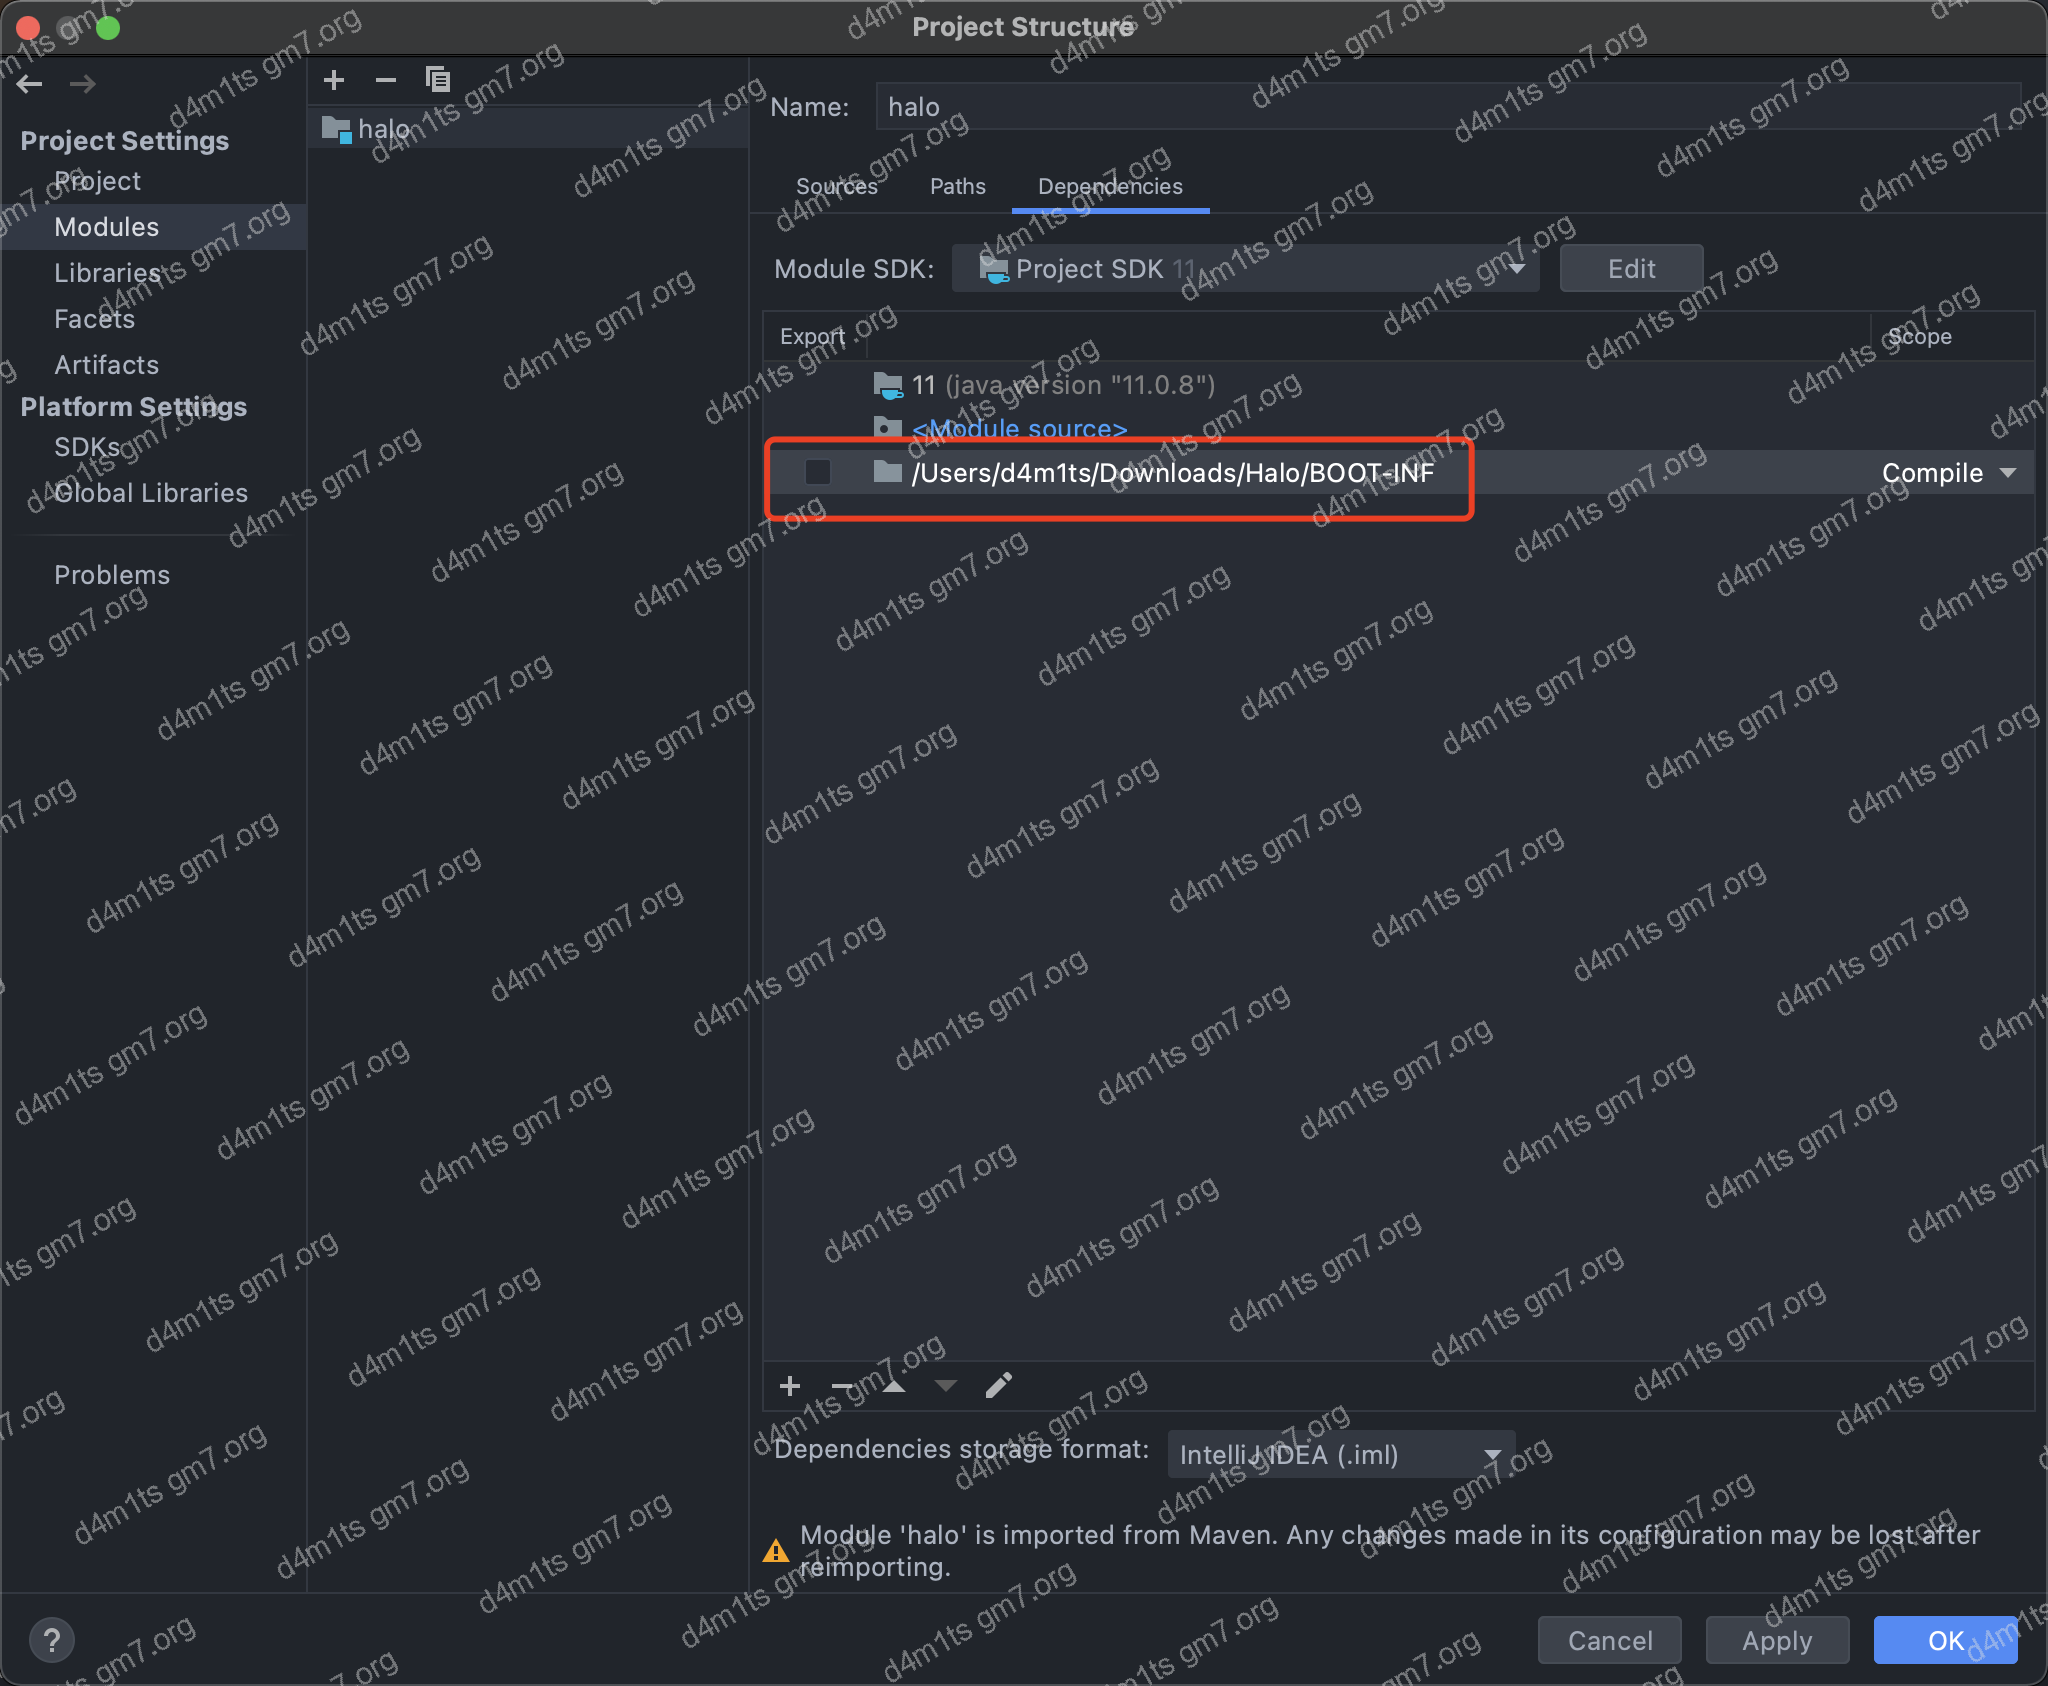 Project Structure
Project Settings
Project
Modules
Libraries
Facets
Artifacts
Platform Settings
SDKs
Global Libraries
Problems
halo
Name: halo
Sources Paths Dependencies
Module SDK: Project SDK 11 Edit
Export Scope
11 (java version "11.0.8")
<Module source>
/Users/d4m1ts/Downloads/Halo/BOOT-INF Compile
Dependencies storage format: IntelliJ IDEA (.iml)
Module 'halo' is imported from Maven. Any changes made in its configuration may be lost after
reimporting.
? Cancel Apply OK
d4m1ts gm7.org